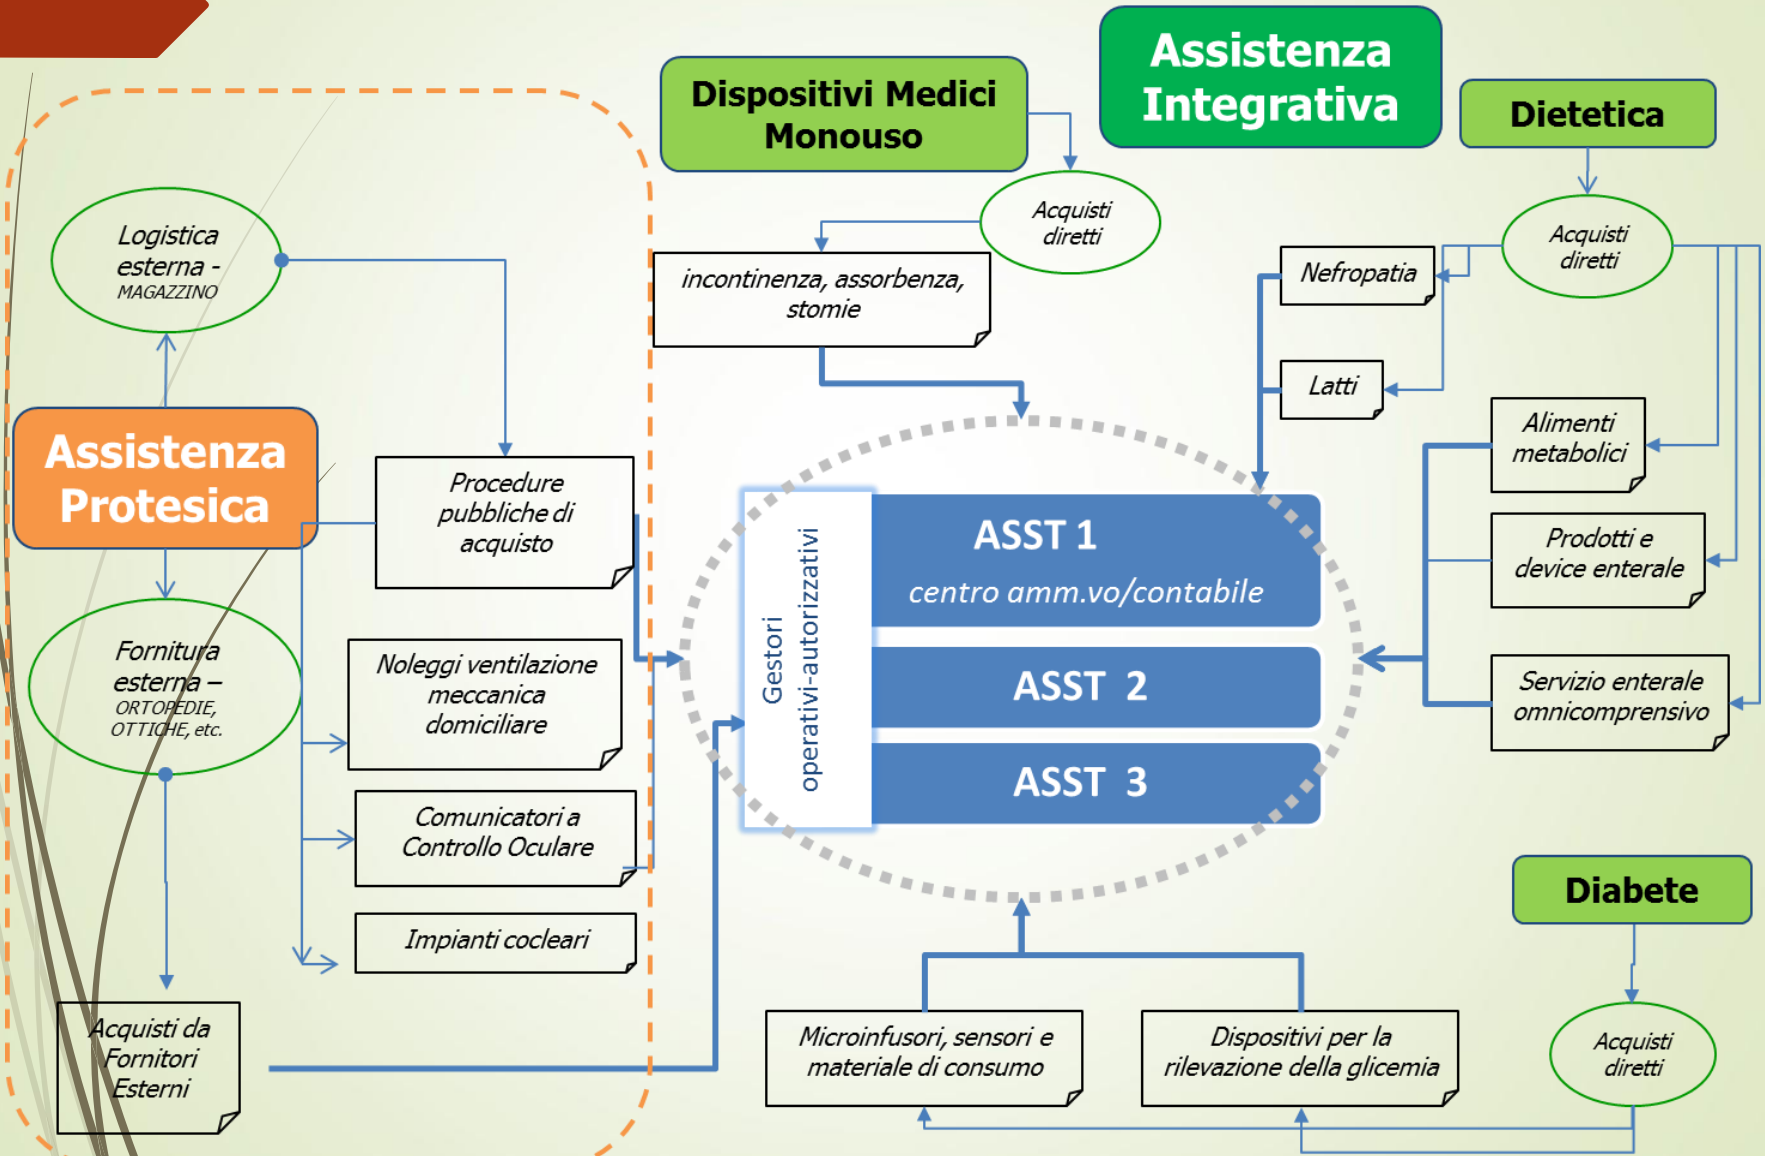 Assistenza
Integrativa
Dispositivi Medici
Monouso
Dietetica
Acquisti
diretti
Acquisti
diretti
Logistica
esterna -
MAGAZZINO
incontinenza, assorbenza,
stomie
Nefropatia
Latti
Assistenza
Protesica
Procedure
pubbliche di
acquisto
Alimenti
metabolici
Prodotti e
device enterale
Servizio enterale
omnicomprensivo
Gestori
operativi-autorizzativi
ASST 1
centro amm.vo/contabile
ASST 2
ASST 3
Fornitura
esterna –
ORTOPEDIE,
OTTICHE, etc.
Noleggi ventilazione
meccanica
domiciliare
Comunicatori a
Controllo Oculare
Impianti cocleari
Acquisti da
Fornitori
Esterni
Diabete
Microinfusori, sensori e
materiale di consumo
Dispositivi per la
rilevazione della glicemia
Acquisti
diretti